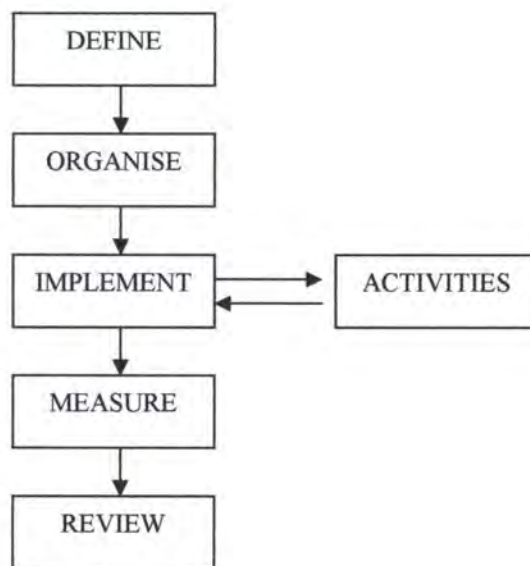 DEFINE
ORGANISE
IMPLEMENT
ACTIVITIES
MEASURE
REVIEW